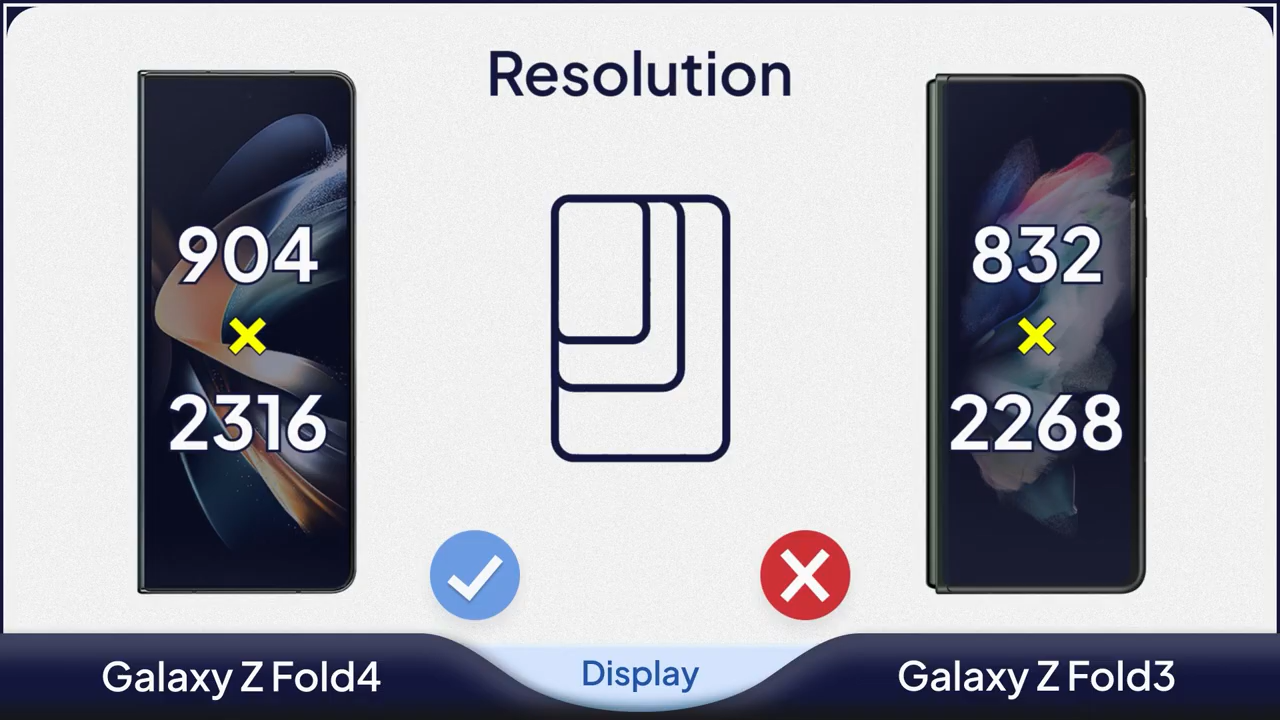 Resolution
904
×
2316
832
×
2268
Galaxy Z Fold4
Display
Galaxy Z Fold3